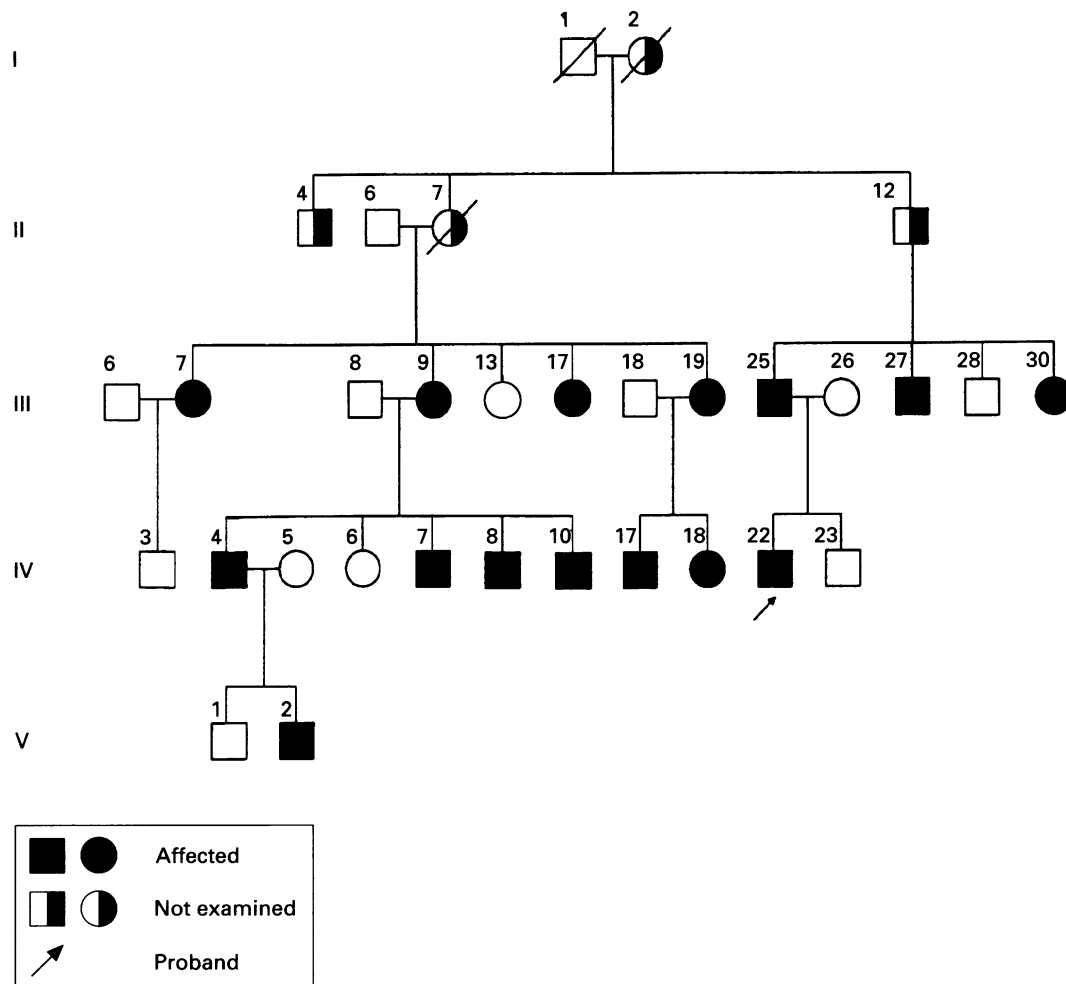 1 2
I
4 6 7 12
II
6 7 8 9 13 17 18 19 25 26 27 28 30
III
3 4 5 6 7 8 10 17 18 22 23
IV
1 2
V
Affected
Not examined
Proband